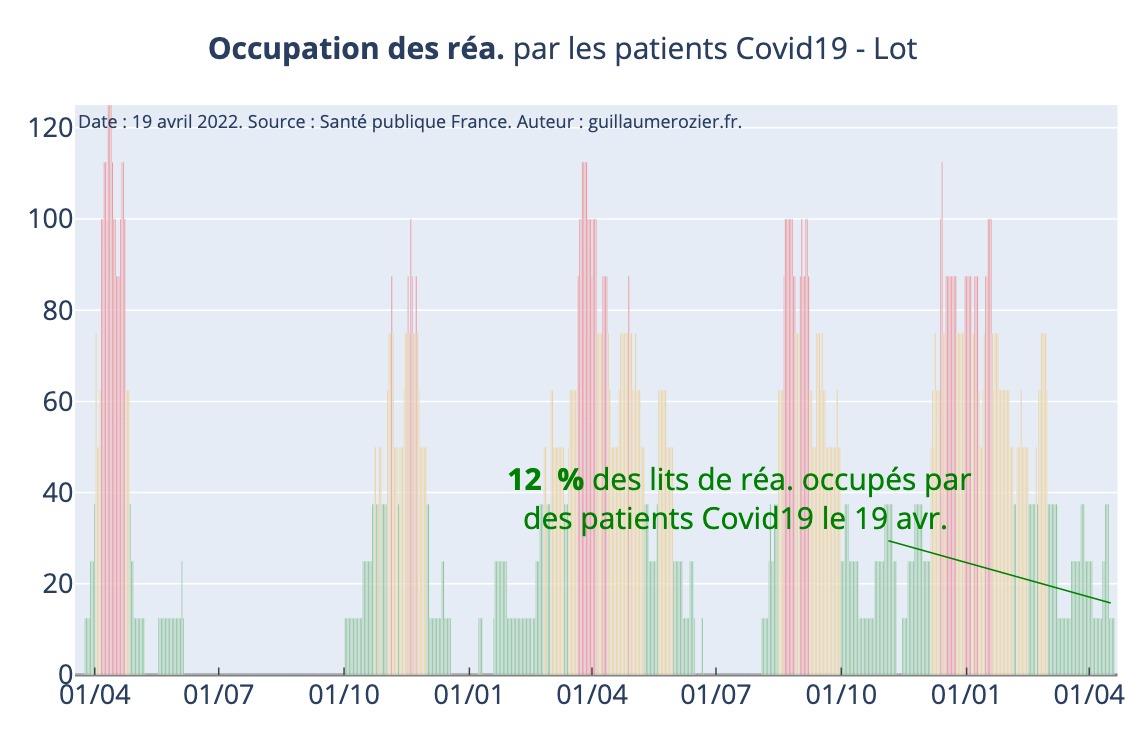 Occupation des réa. par les patients Covid19 - Lot
Date : 19 avril 2022. Source : Santé publique France. Auteur : guillaumerozier.fr.
120
100
80
60
40
20
0
12 % des lits de réa. occupés par
des patients Covid19 le 19 avr.
01/04 01/07 01/10 01/01 01/04 01/07 01/10 01/01 01/04